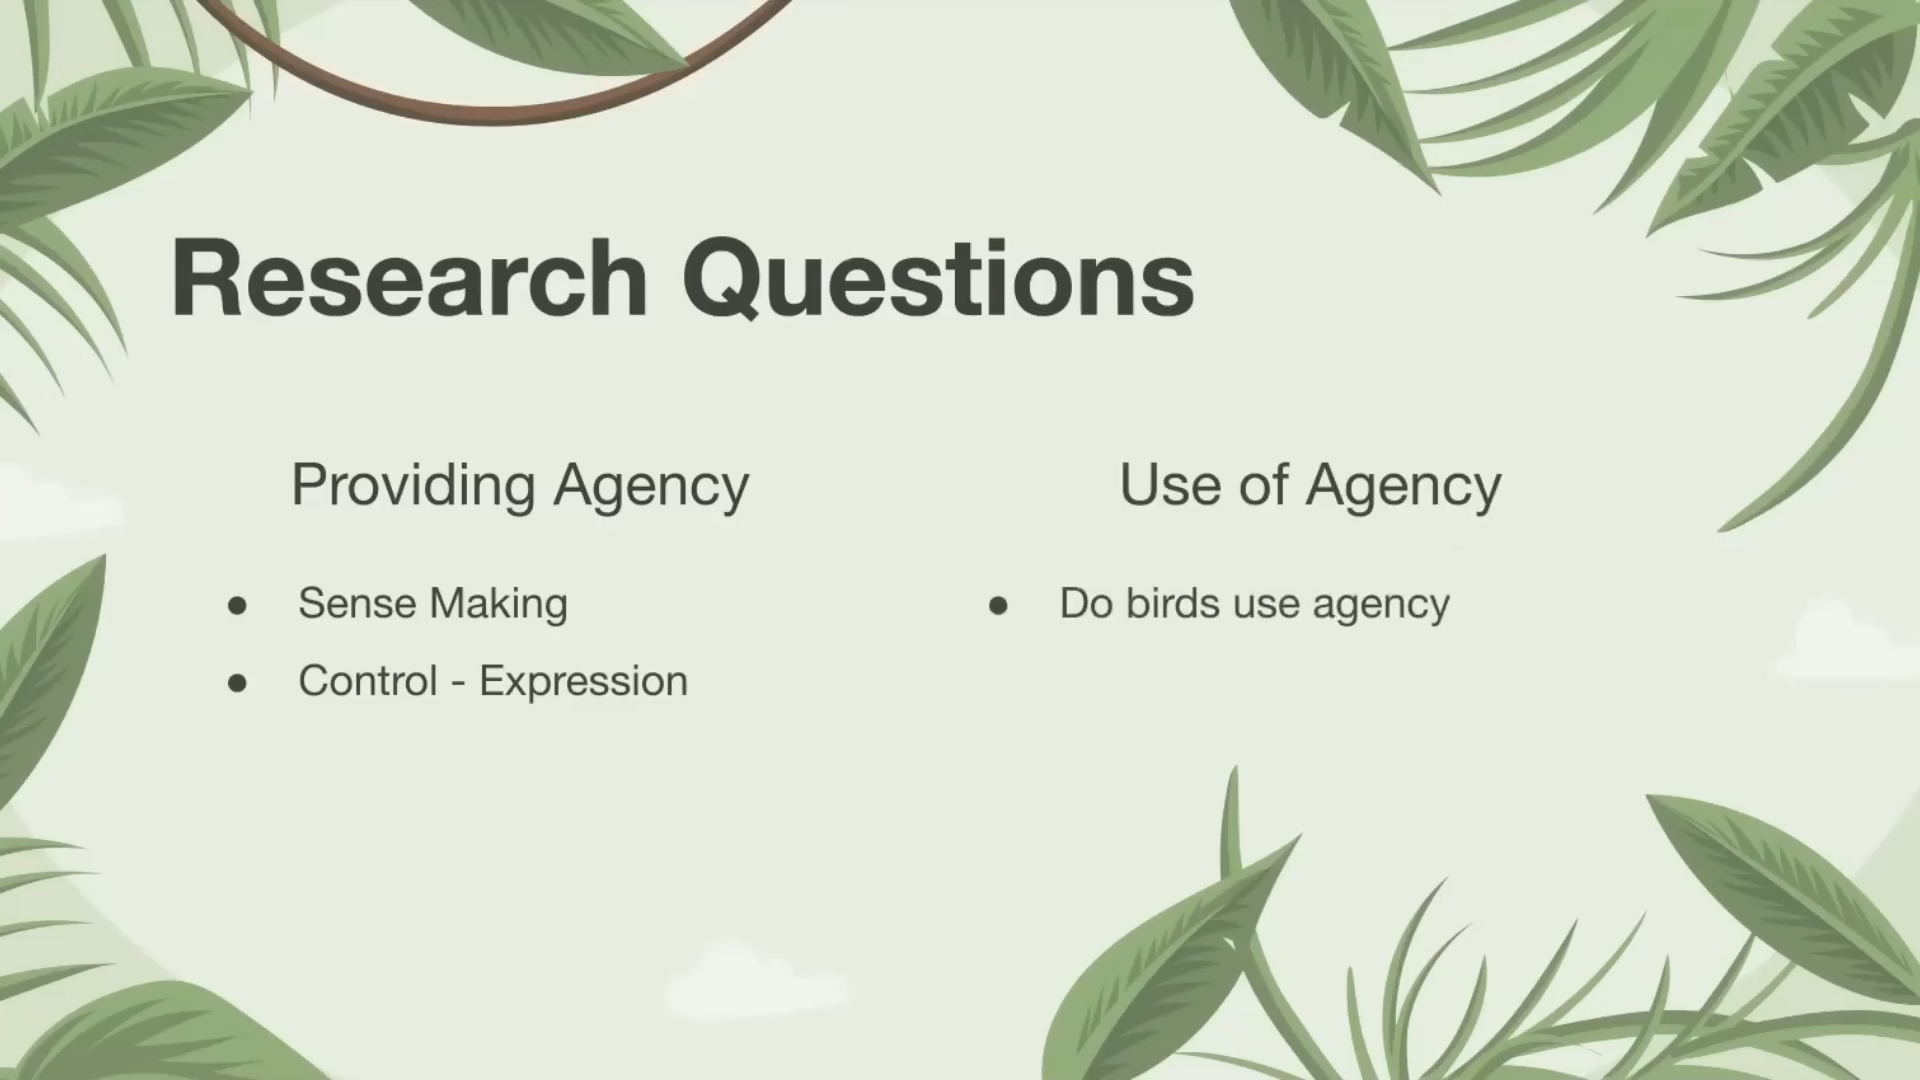 Research Questions
Providing Agency
● Sense Making
● Control - Expression
Use of Agency
● Do birds use agency